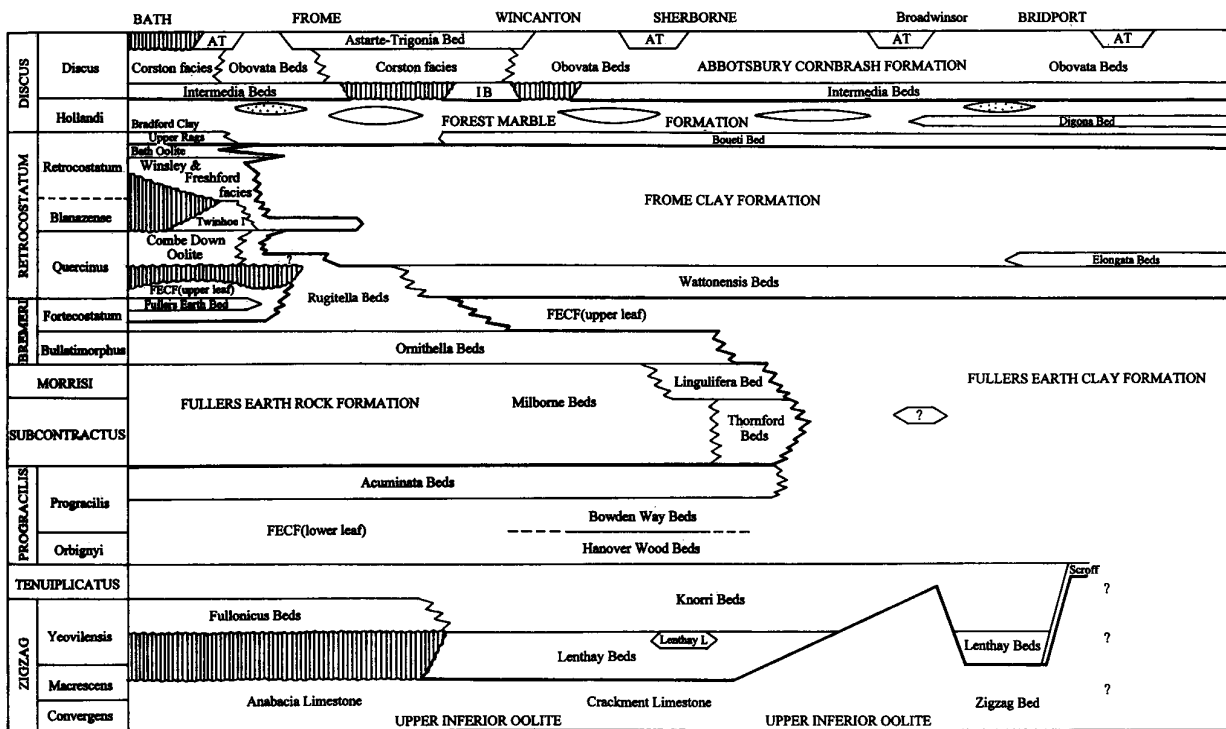 BATH FROME WINCANTON SHERBORNE Broadwinsor BRIDPORT
DISCUS
Discus
AT Astarte-Trigonia Bed AT AT AT
Corston facies Obovata Beds Corston facies Obovata Beds ABBOTSBURY CORNBRASH FORMATION Obovata Beds
Intermedia Beds I B Intermedia Beds
Hollandi
FOREST MARBLE FORMATION
Digona Bed
Bradford Clay
RETROCOSTATUM
Upper Rags Boueti Bed
Bath Oolite
Retrocostatum
Winsley &
Freshford
facies
FROME CLAY FORMATION
Blanazense
Twinhoe I
Combe Down
Oolite
?
Quercinus
Elongata Beds
Wattonensis Beds
FECF(upper leaf)
Rugitella Beds
BREMERI
Fortecostatum
Pullers Earth Bed
FECF(upper leaf)
Bullatimorphus
Ornithella Beds
MORRISI
Lingulifera Bed
FULLERS EARTH CLAY FORMATION
FULLERS EARTH ROCK FORMATION
Milborne Beds
Thornford
Beds
?
SUBCONTRACTUS
PROGRACILIS
Progracilis
Acuminata Beds
Bowden Way Beds
FECF(lower leaf)
Orbignyi
Hanover Wood Beds
TENUIPLICATUS
Scroff
?
Knorri Beds
ZIGZAG
Yeovilensis
Fullonicus Beds
Lenthay L
?
Lenthay Beds
Lenthay Beds
Macrescens
?
Anabacia Limestone Crackment Limestone Zigzag Bed
Convergens
UPPER INFERIOR OOLITE UPPER INFERIOR OOLITE